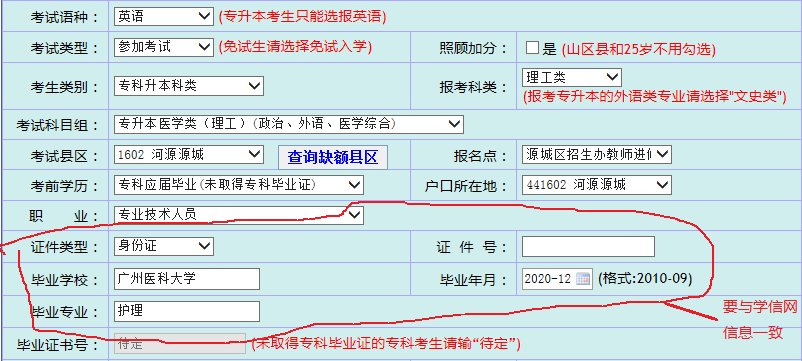 考试语种： 英语 (专升本考生只能选报英语)
考试类型： 参加考试 (免试生请选择免试入学) 照顾加分： 是 (山区县和25岁不用勾选)
考生类别： 专科升本科类 报考科类： 理工类
(报考专升本的外语类专业请选择"文史类")
考试科目组： 专升本医学类（理工）(政治、外语、医学综合)
考试县区： 1602 河源源城 查询缺额县区 报名点： 源城区招生办教师进
考前学历： 专科应届毕业(未取得专科毕业证) 户口所在地： 441602 河源源城
职 业： 专业技术人员
证件类型： 身份证 证 件 号：
毕业学校： 广州医科大学 毕业年月： 2020-12 (格式:2010-09)
毕业专业： 护理
要与学信网
信息一致
毕业证书号： 待定 (未取得专科毕业证的专科考生请输“待定”)